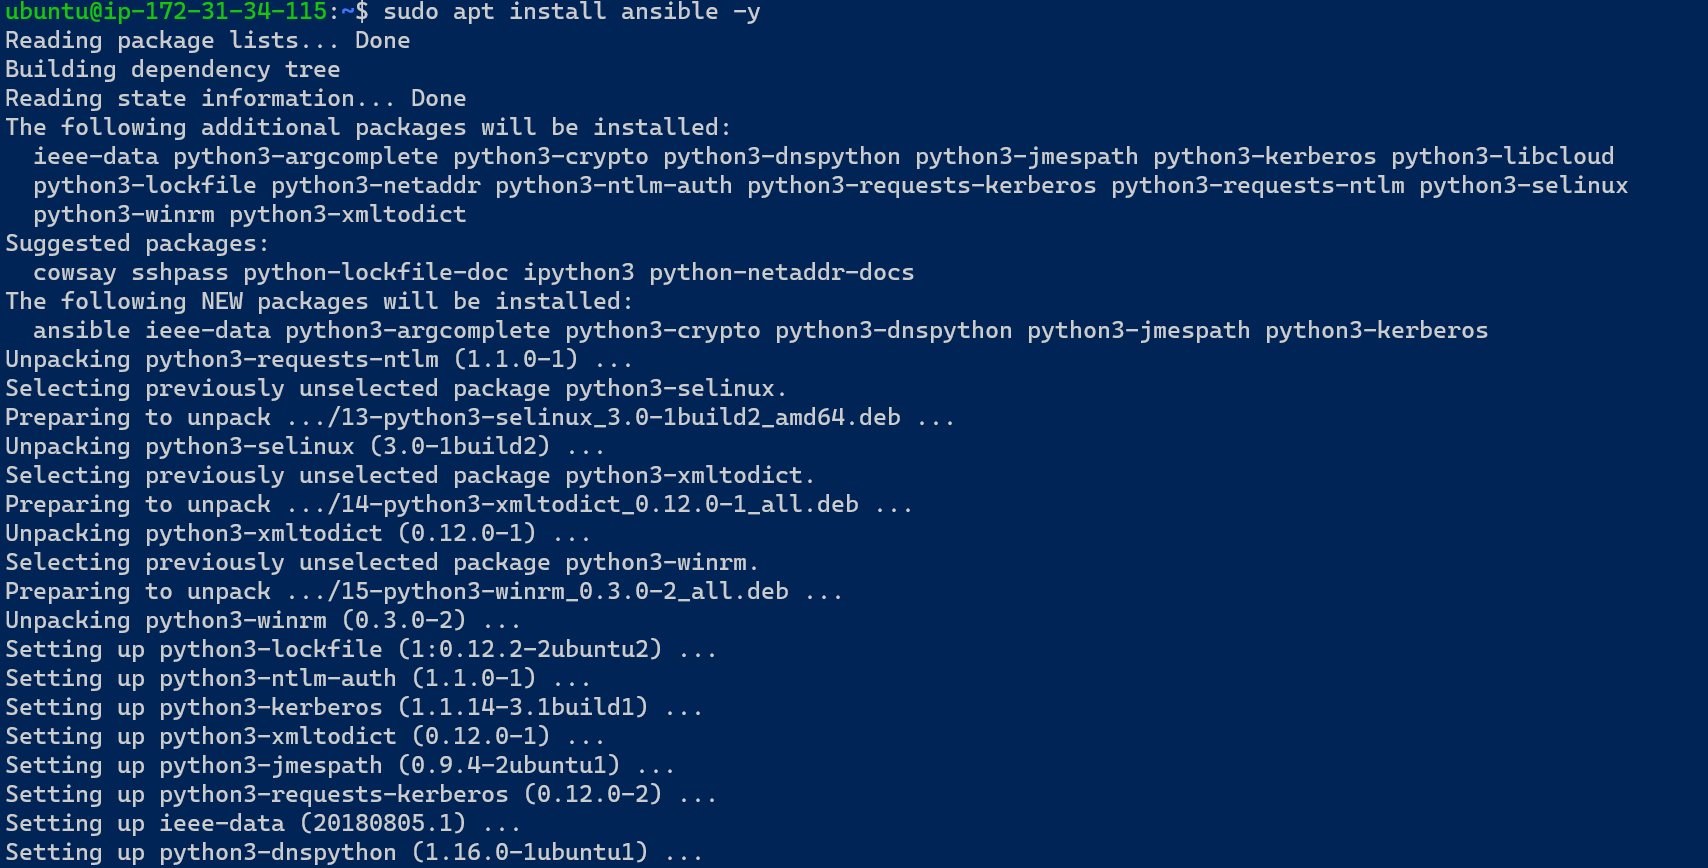 ubuntu@ip-172-31-34-115:~$ sudo apt install ansible -y
Reading package lists... Done
Building dependency tree
Reading state information... Done
The following additional packages will be installed:
  ieee-data python3-argcomplete python3-crypto python3-dnspython python3-jmespath python3-kerberos python3-libcloud
  python3-lockfile python3-netaddr python3-ntlm-auth python3-requests-kerberos python3-requests-ntlm python3-selinux
  python3-winrm python3-xmltodict
Suggested packages:
  cowsay sshpass python-lockfile-doc ipython3 python-netaddr-docs
The following NEW packages will be installed:
  ansible ieee-data python3-argcomplete python3-crypto python3-dnspython python3-jmespath python3-kerberos
Unpacking python3-requests-ntlm (1.1.0-1) ...
Selecting previously unselected package python3-selinux.
Preparing to unpack .../13-python3-selinux_3.0-1build2_amd64.deb ...
Unpacking python3-selinux (3.0-1build2) ...
Selecting previously unselected package python3-xmltodict.
Preparing to unpack .../14-python3-xmltodict_0.12.0-1_all.deb ...
Unpacking python3-xmltodict (0.12.0-1) ...
Selecting previously unselected package python3-winrm.
Preparing to unpack .../15-python3-winrm_0.3.0-2_all.deb ...
Unpacking python3-winrm (0.3.0-2) ...
Setting up python3-lockfile (1:0.12.2-2ubuntu2) ...
Setting up python3-ntlm-auth (1.1.0-1) ...
Setting up python3-kerberos (1.1.14-3.1build1) ...
Setting up python3-xmltodict (0.12.0-1) ...
Setting up python3-jmespath (0.9.4-2ubuntu1) ...
Setting up python3-requests-kerberos (0.12.0-2) ...
Setting up ieee-data (20180805.1) ...
Setting up python3-dnspython (1.16.0-1ubuntu1) ...